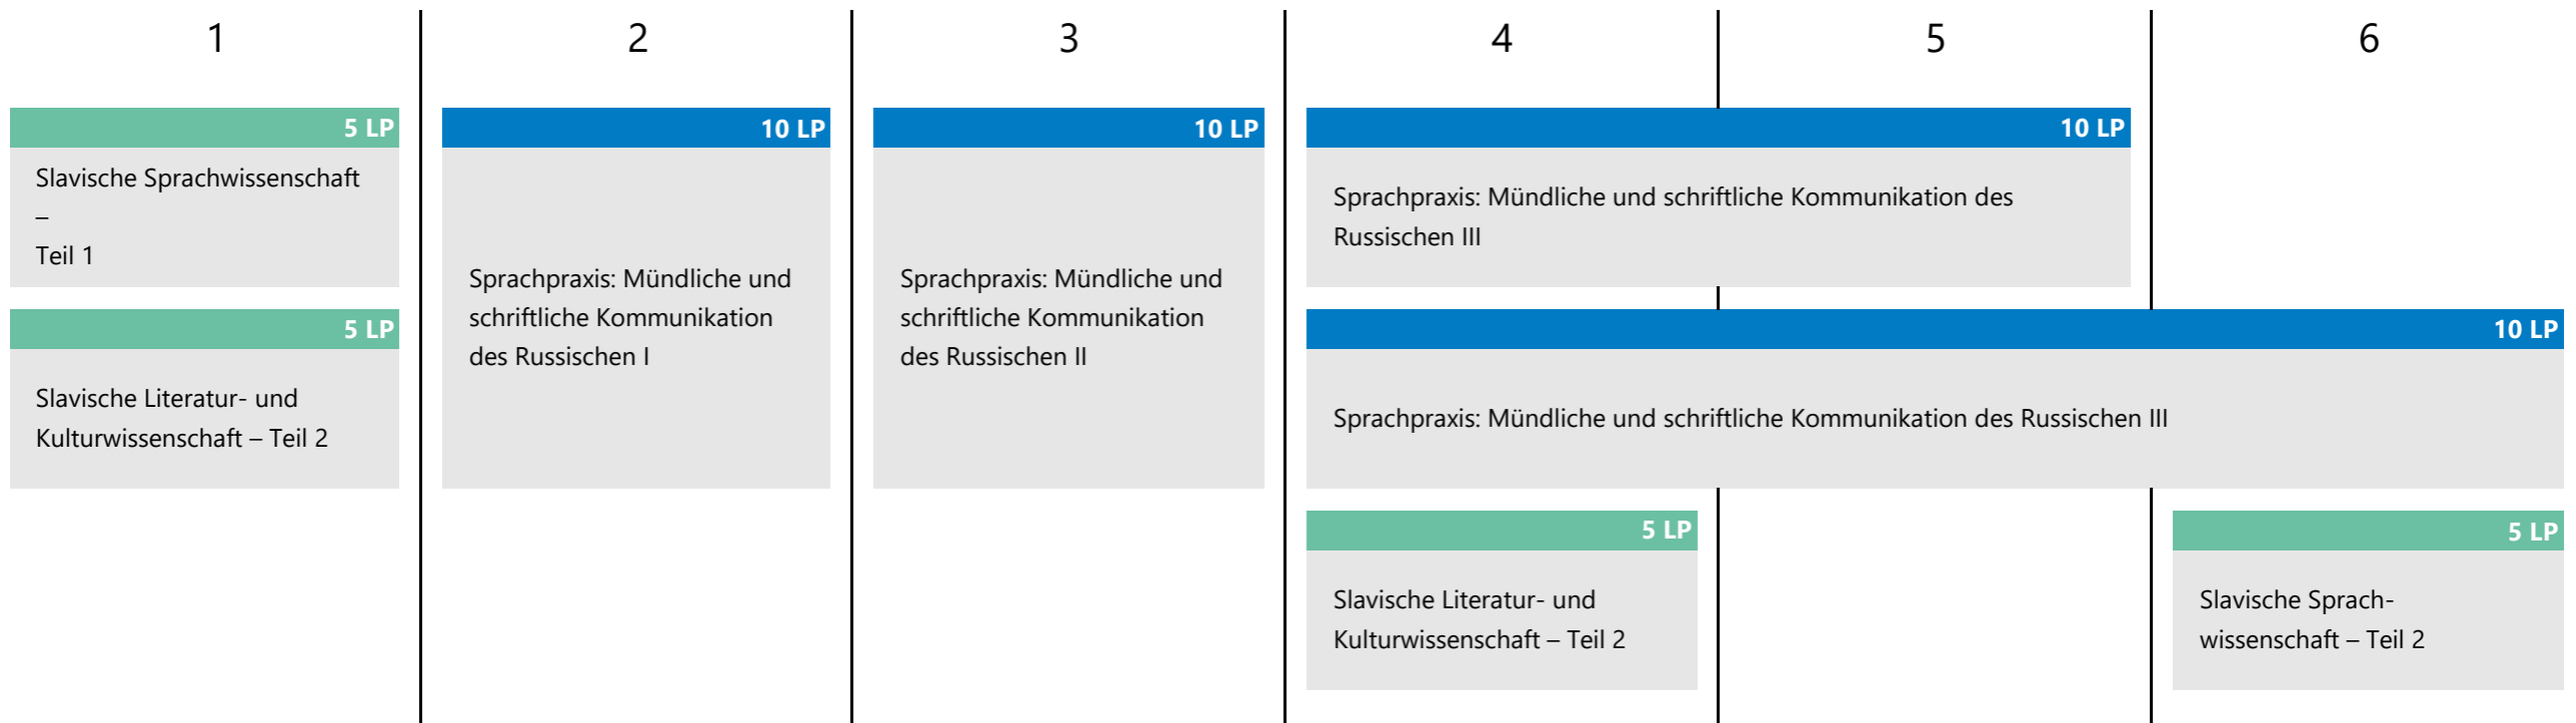 1
2
3
4
5
6
5 LP
Slavische Sprachwissenschaft
–
Teil 1
5 LP
Slavische Literatur- und
Kulturwissenschaft – Teil 2
10 LP
Sprachpraxis: Mündliche und
schriftliche Kommunikation
des Russischen I
10 LP
Sprachpraxis: Mündliche und
schriftliche Kommunikation
des Russischen II
10 LP
Sprachpraxis: Mündliche und schriftliche Kommunikation des
Russischen III
10 LP
Sprachpraxis: Mündliche und schriftliche Kommunikation des Russischen III
5 LP
Slavische Literatur- und
Kulturwissenschaft – Teil 2
5 LP
Slavische Sprach-
wissenschaft – Teil 2